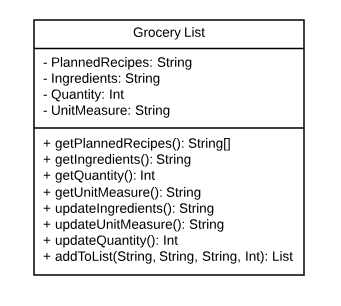 Grocery List
- PlannedRecipes: String
- Ingredients: String
- Quantity: Int
- UnitMeasure: String
+ getPlannedRecipes(): String[]
+ getIngredients(): String
+ getQuantity(): Int
+ getUnitMeasure(): String
+ updateIngredients(): String
+ updateUnitMeasure(): String
+ updateQuantity(): Int
+ addToList(String, String, String, Int): List